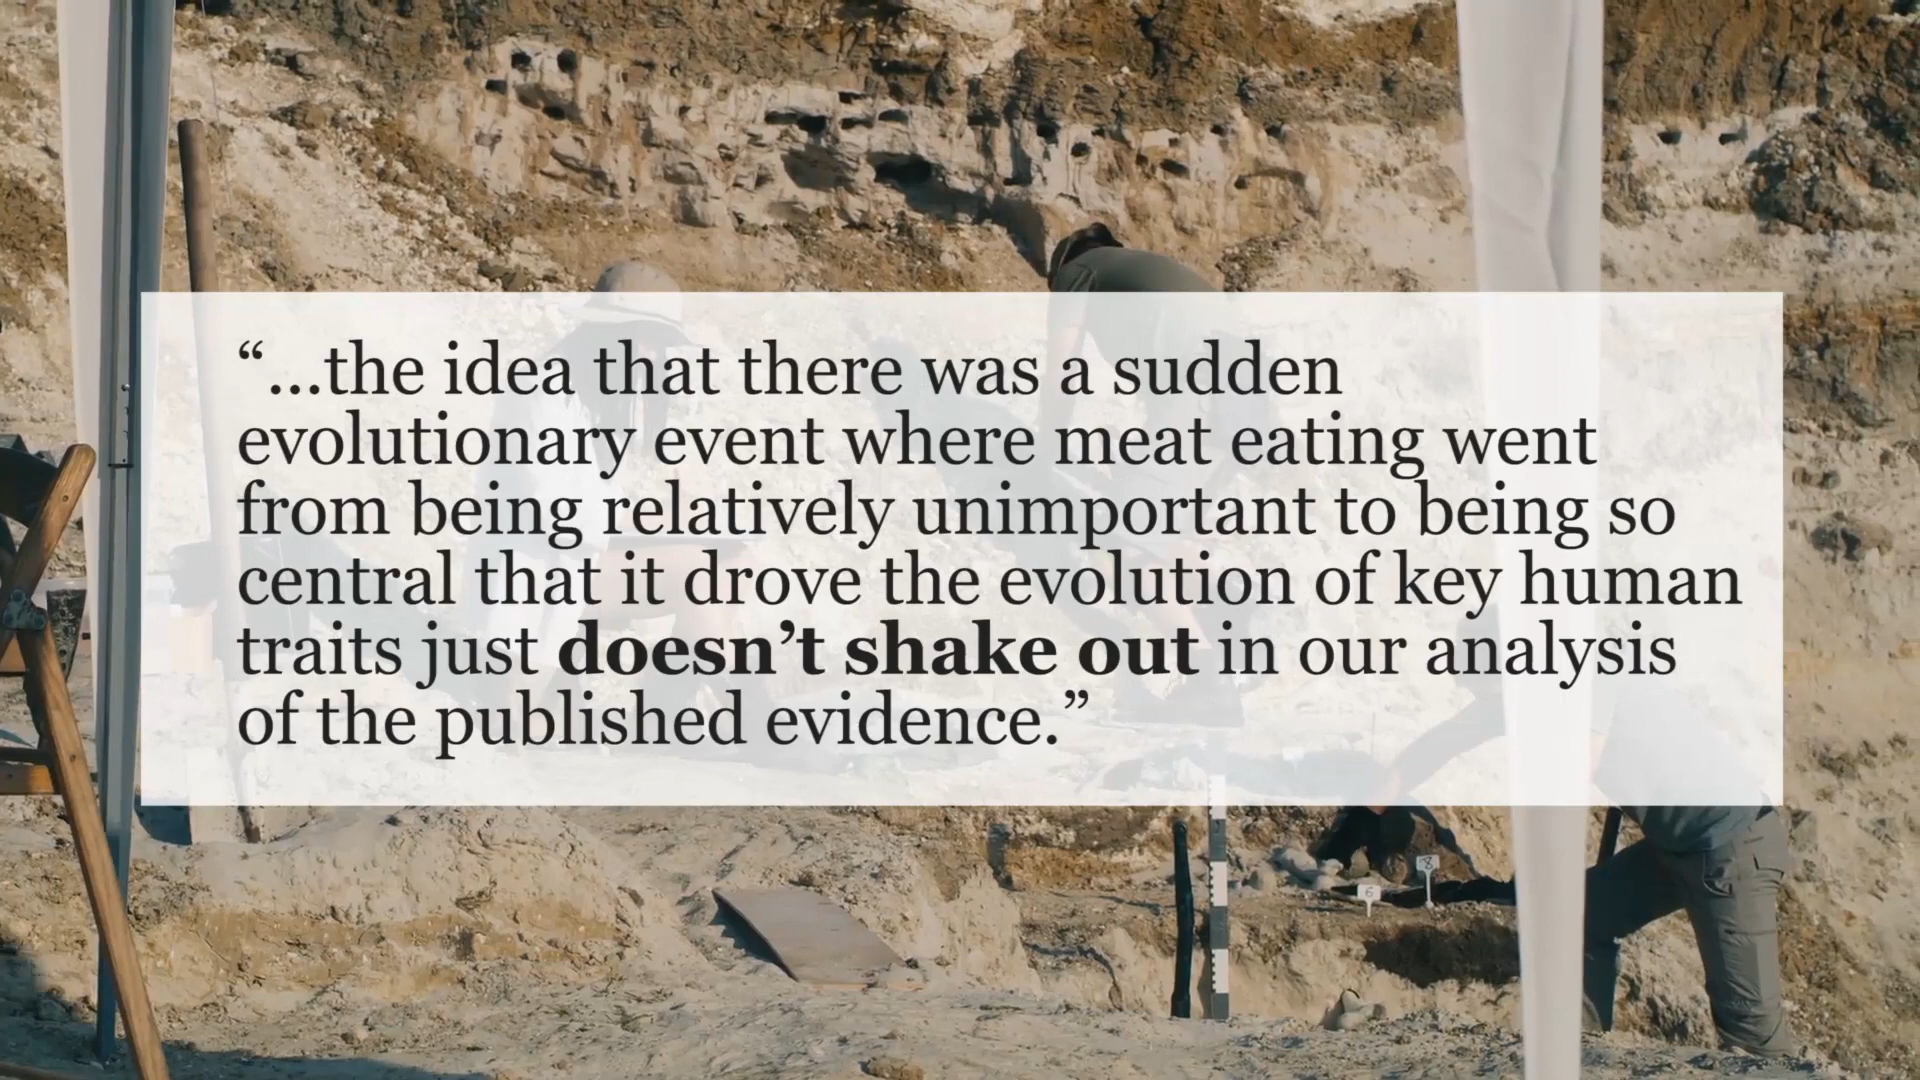 “...the idea that there was a sudden
evolutionary event where meat eating went
from being relatively unimportant to being so
central that it drove the evolution of key human
traits just doesn’t shake out in our analysis
of the published evidence.”
6
8